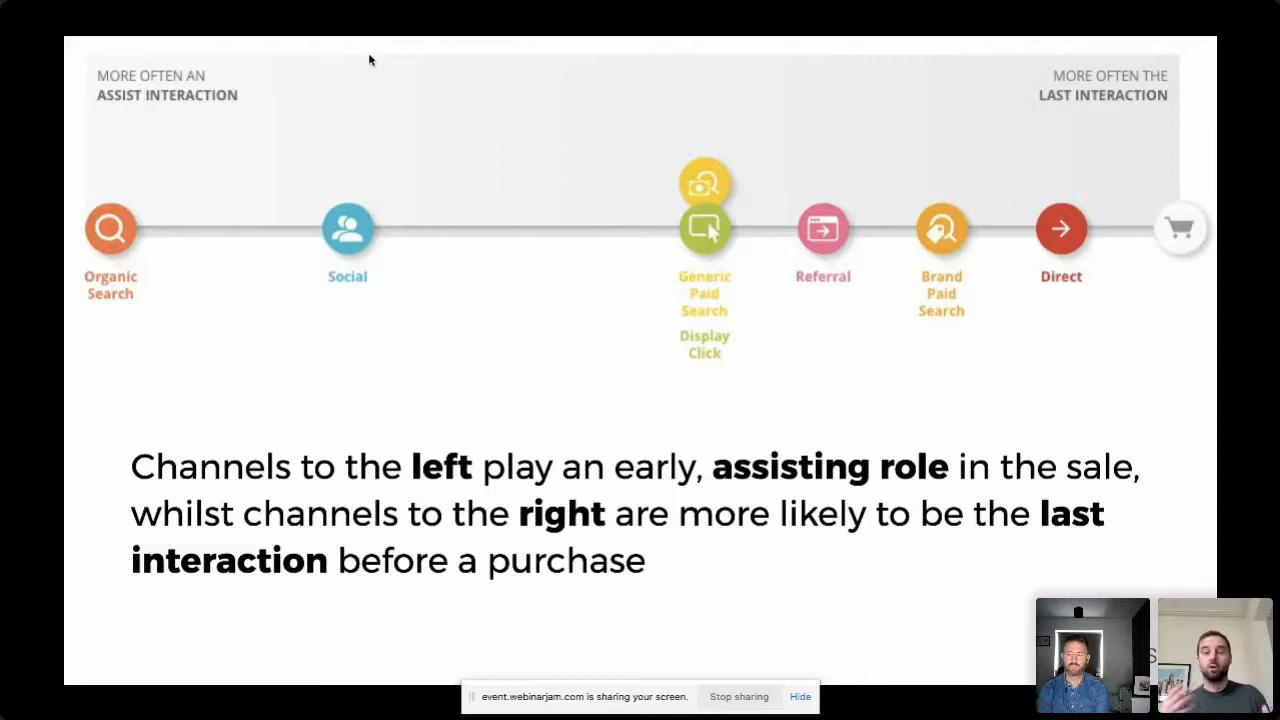 MORE OFTEN AN
ASSIST INTERACTION
MORE OFTEN THE
LAST INTERACTION
Organic
Search
Social
Generic
Paid
Search
Display
Click
Referral
Brand
Paid
Search
Direct
Channels to the left play an early, assisting role in the sale,
whilst channels to the right are more likely to be the last
interaction before a purchase
event.webinarjam.com is sharing your screen.
Stop sharing
Hide